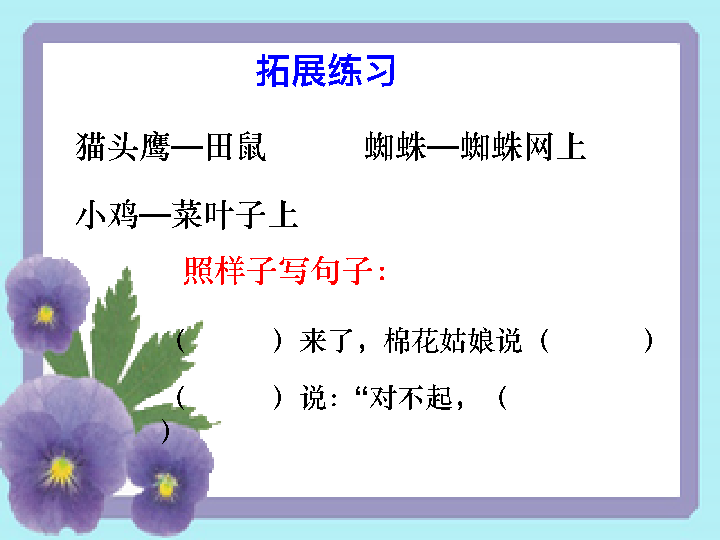 拓展练习
猫头鹰—田鼠 蜘蛛—蜘蛛网上
小鸡—菜叶子上
照样子写句子：
（ ）来了，棉花姑娘说（ ）
（ ）说：“对不起，（
）